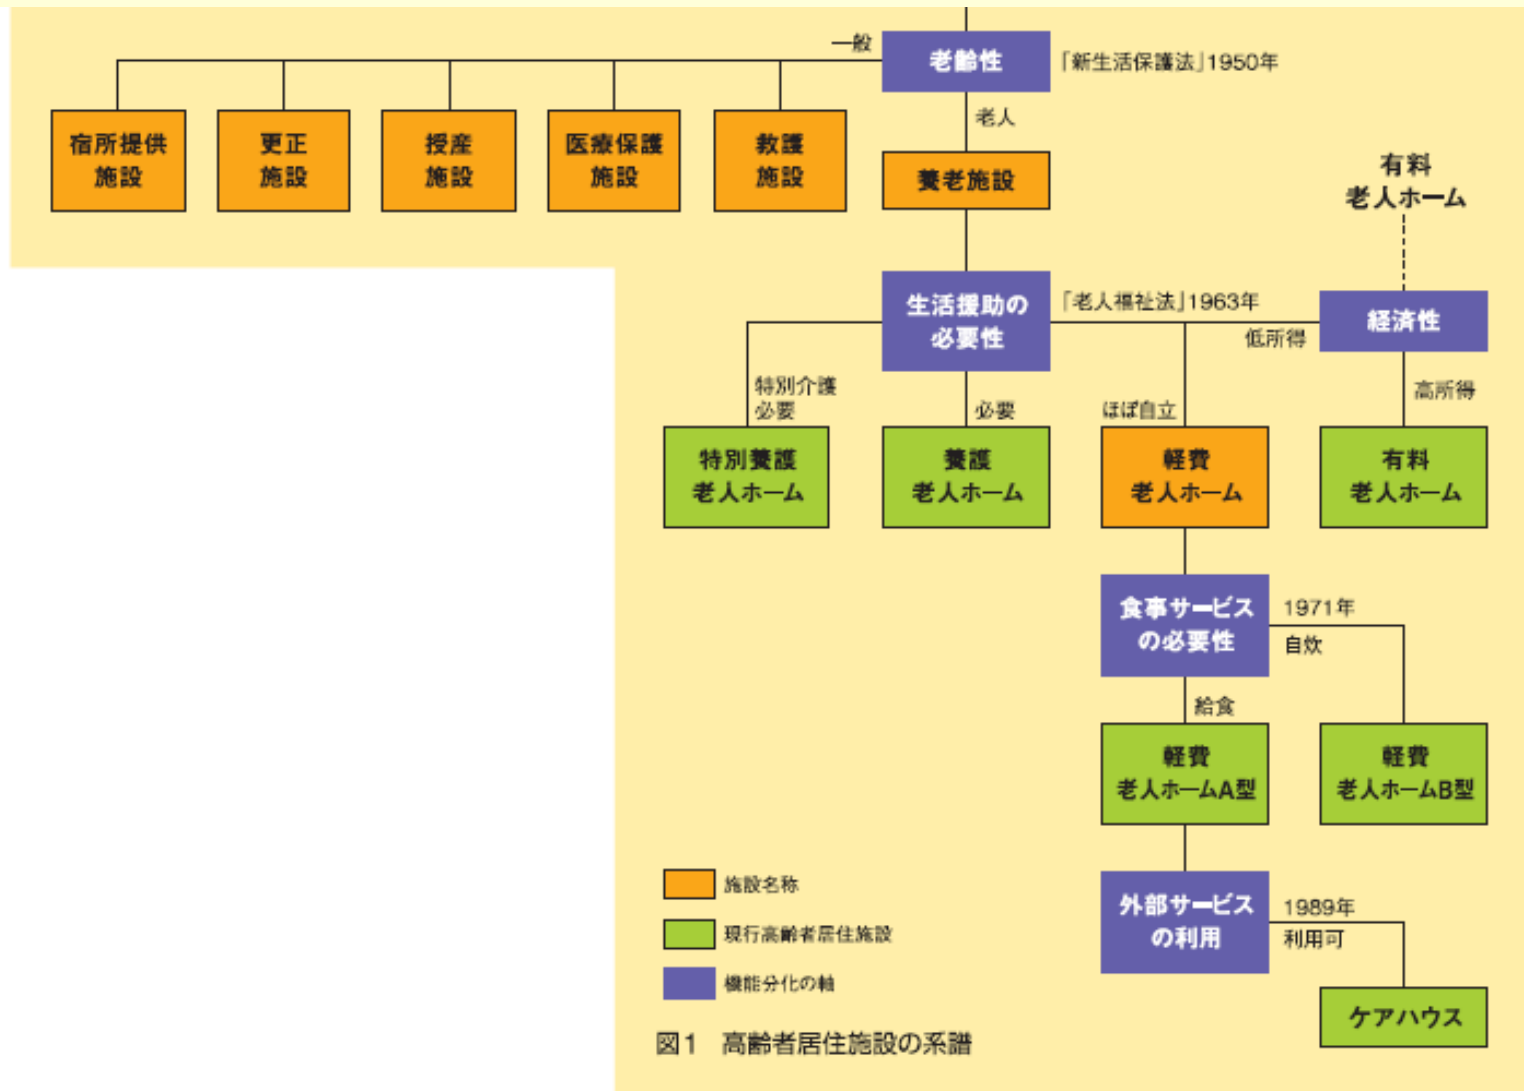 一般
老齢性
「新生活保護法」1950年
老人
宿所提供
施設
更正
施設
授産
施設
医療保護
施設
救護
施設
養老施設
有料
老人ホーム
生活援助の
必要性
「老人福祉法」1963年
低所得
経済性
特別介護
必要
必要
ほぼ自立
高所得
特別養護
老人ホーム
養護
老人ホーム
軽費
老人ホーム
有料
老人ホーム
食事サービス
の必要性
1971年
自炊
給食
軽費
老人ホームA型
軽費
老人ホームB型
外部サービス
の利用
1989年
利用可
ケアハウス
施設名称
現行高齢者居住施設
機能分化の軸
図1 高齢者居住施設の系譜